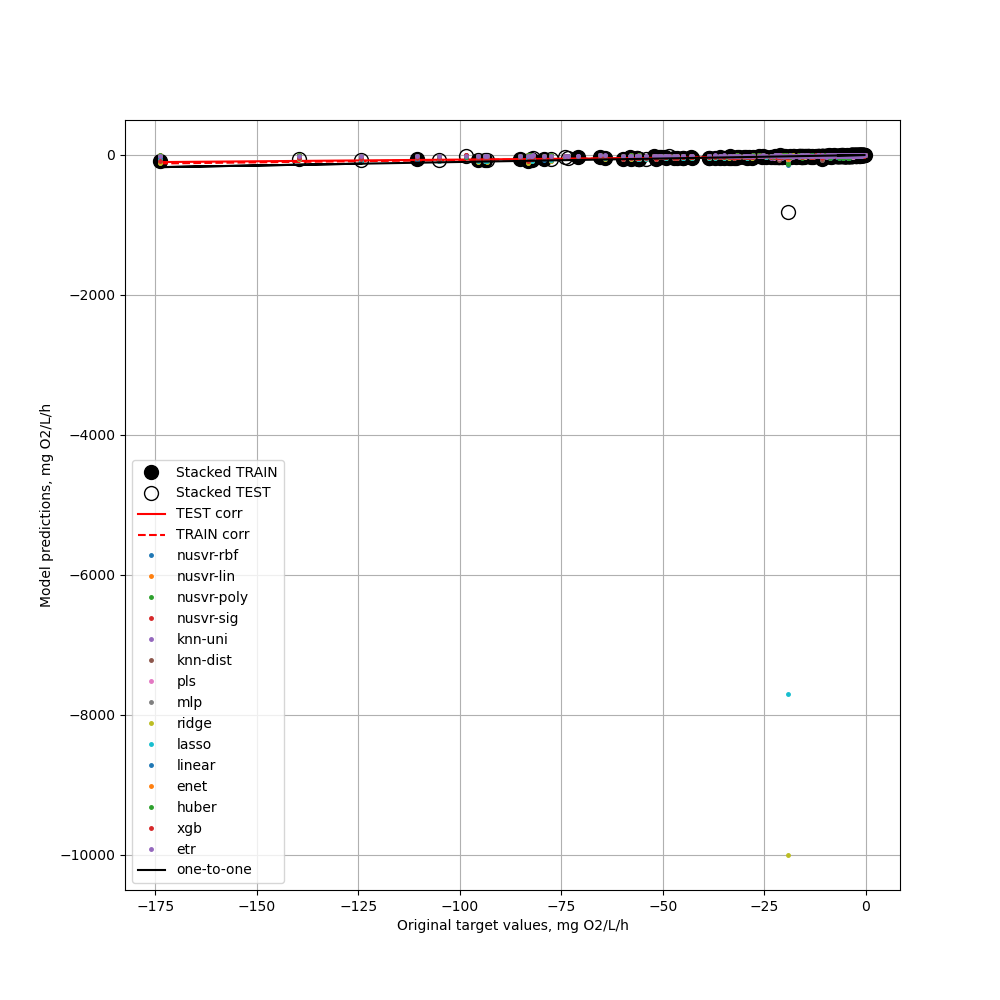 0
−2000
−4000
−6000
−8000
−10000
Model predictions, mg O2/L/h
Stacked TRAIN
Stacked TEST
TEST corr
TRAIN corr
nusvr-rbf
nusvr-lin
nusvr-poly
nusvr-sig
knn-uni
knn-dist
pls
mlp
ridge
lasso
linear
enet
huber
xgb
etr
one-to-one
−175 −150 −125 −100 −75 −50 −25 0
Original target values, mg O2/L/h